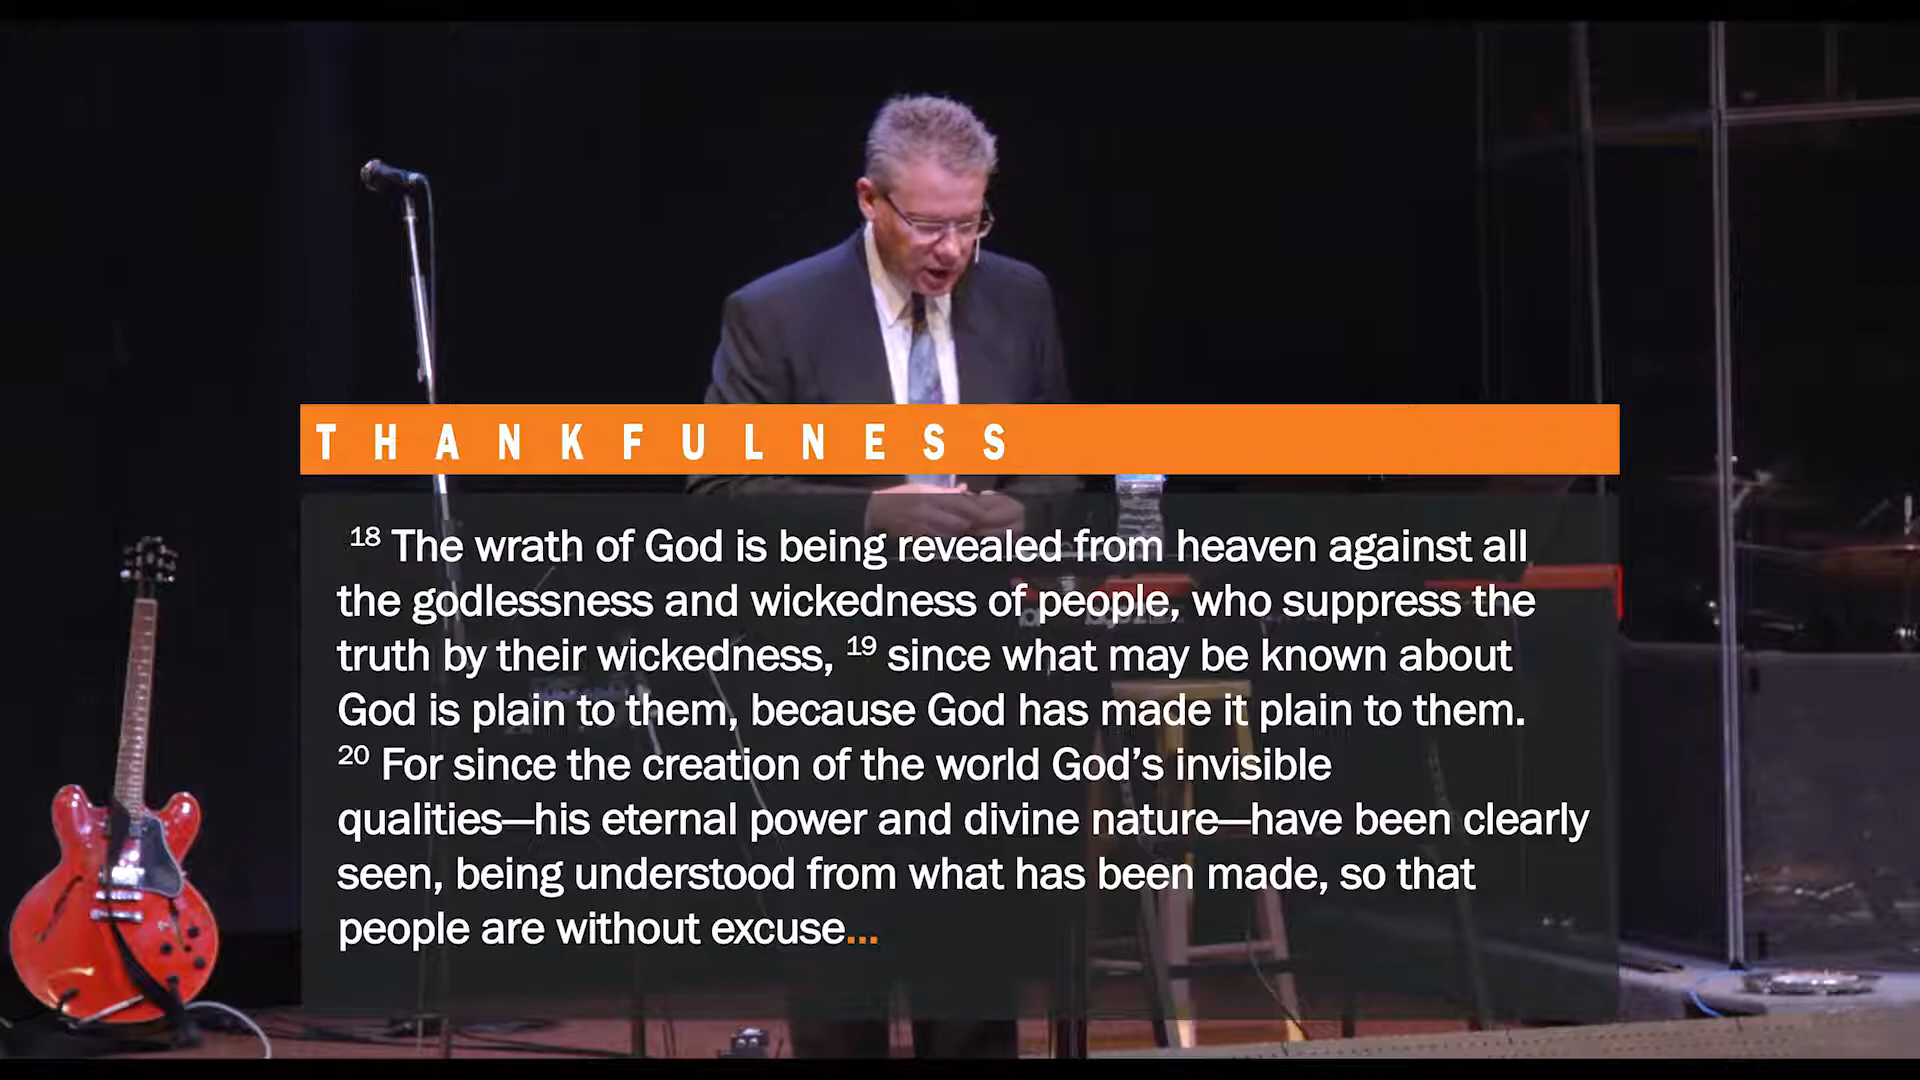 THANKFULNESS
18 The wrath of God is being revealed from heaven against all
the godlessness and wickedness of people, who suppress the
truth by their wickedness, 19 since what may be known about
God is plain to them, because God has made it plain to them.
20 For since the creation of the world God’s invisible
qualities—his eternal power and divine nature—have been clearly
seen, being understood from what has been made, so that
people are without excuse...